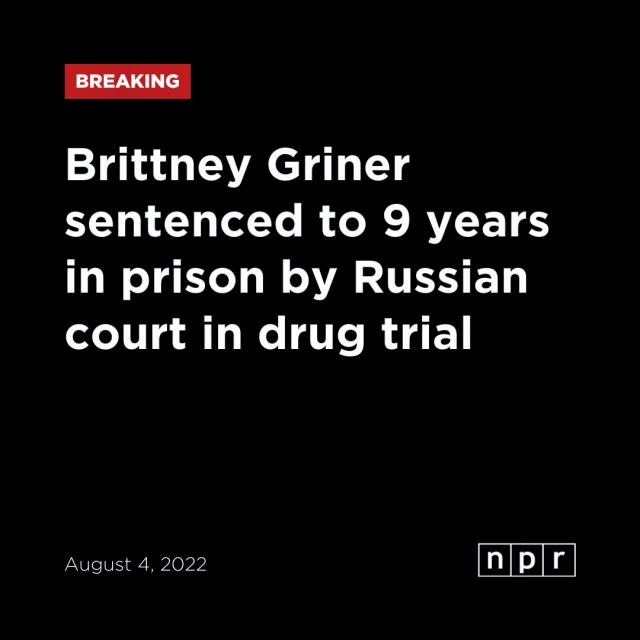 BREAKING
Brittney Griner
sentenced to 9 years
in prison by Russian
court in drug trial
August 4, 2022
npr